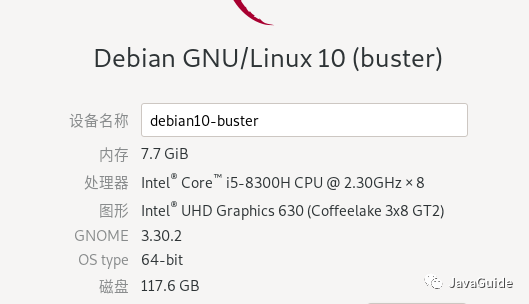 Debian GNU/Linux 10 (buster)
设备名称 debian10-buster
内存 7.7 GiB
处理器 Intel® Core™ i5-8300H CPU @ 2.30GHz × 8
图形 Intel® UHD Graphics 630 (Coffeelake 3x8 GT2)
GNOME 3.30.2
OS type 64-bit
磁盘 117.6 GB
JavaGuide